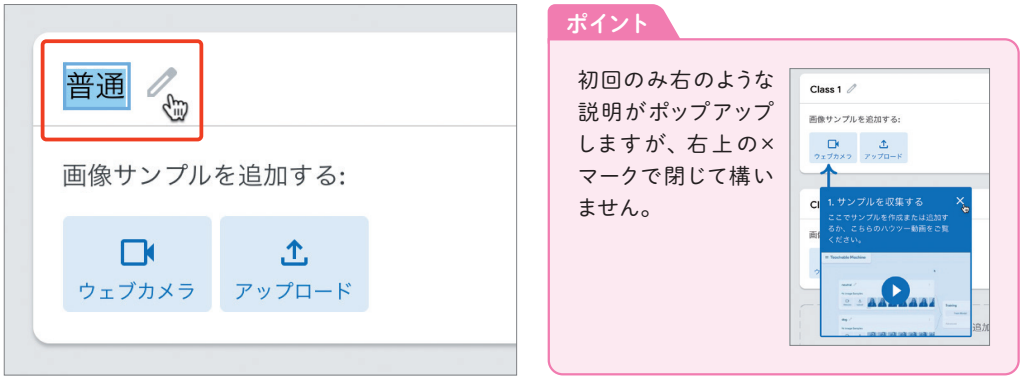 普通
画像サンプルを追加する:
ウェブカメラ
アップロード
ポイント
初回のみ右のような
説明がポップアップ
しますが、右上の×
マークで閉じて構い
ません。
Class 1
画像サンプルを追加する:
ウェブカメラ
アップロード
Cl
1. サンプルを収集する
ここでサンプルを作成または追加す
るか、こちらのハウツー動画をご覧
ください。
Teachable Machine
追加